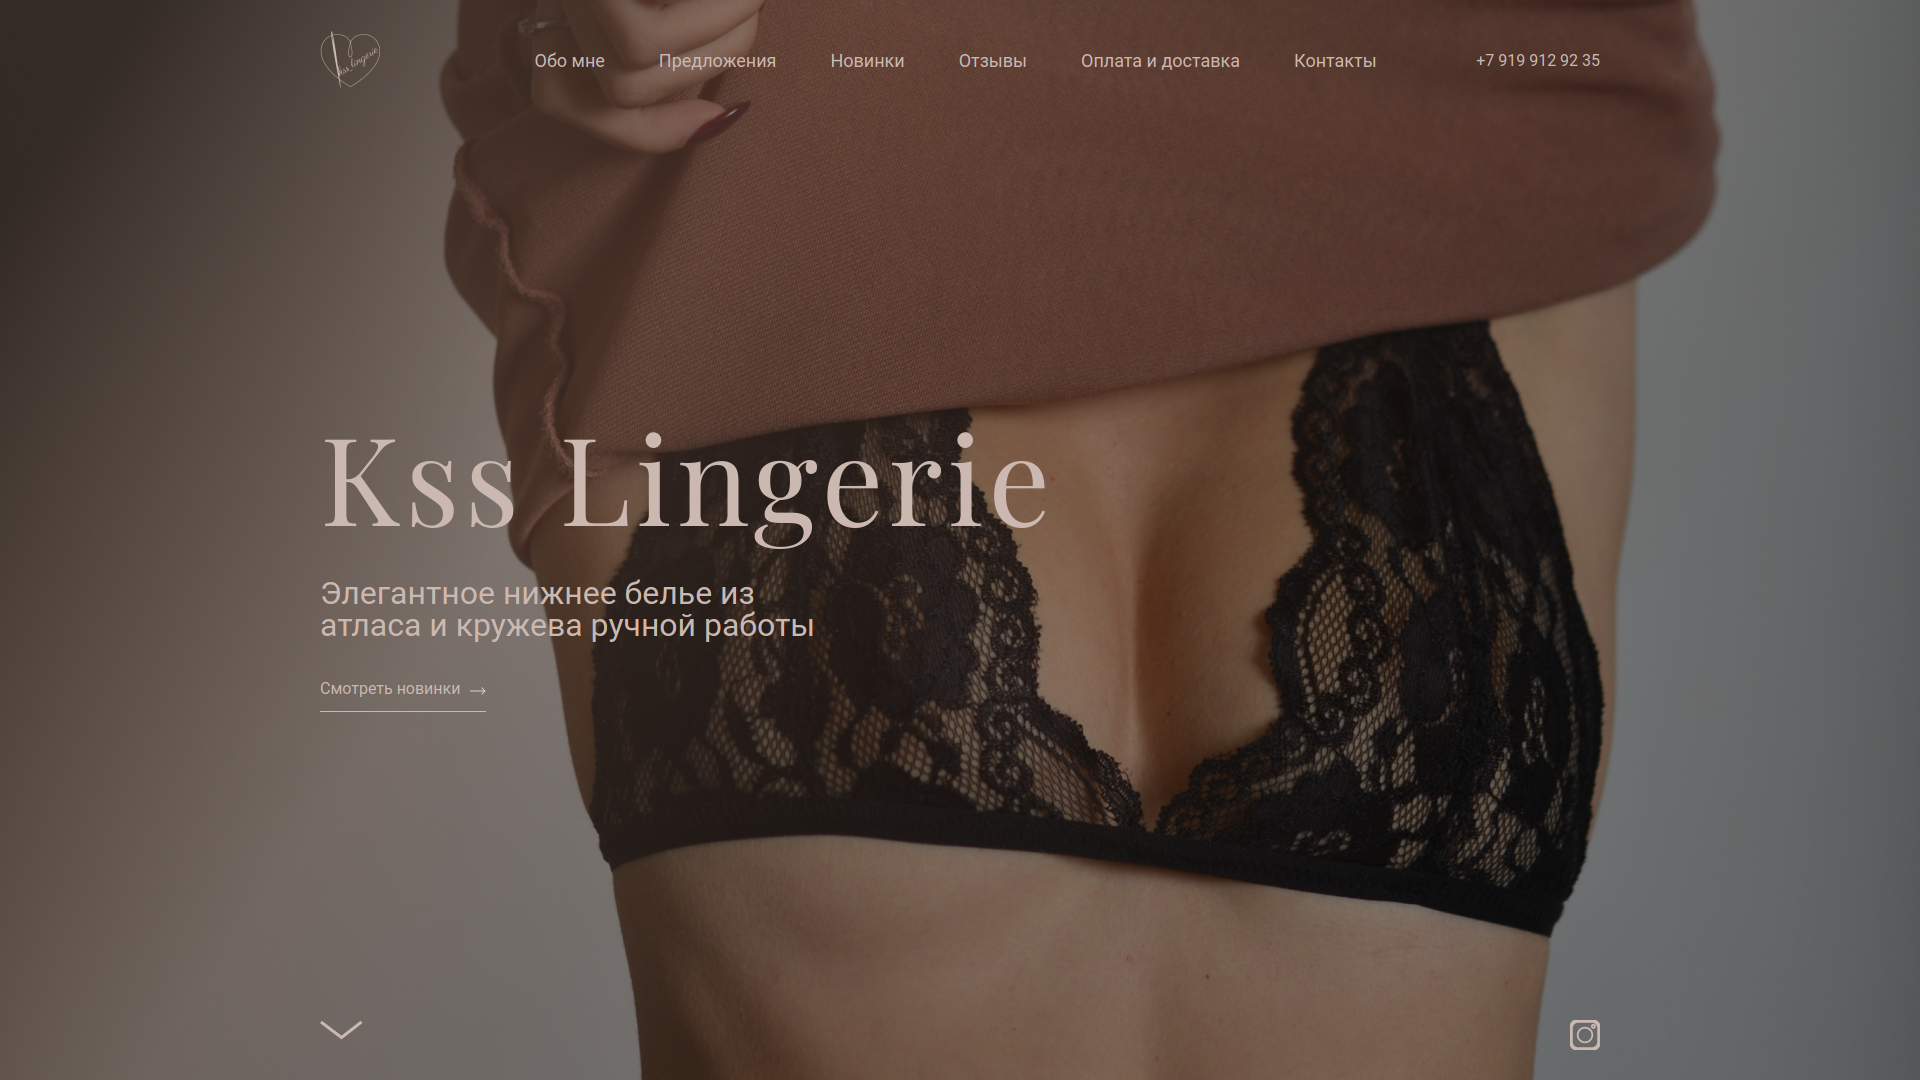 Kss Lingerie
Обо мне
Предложения
Новинки
Отзывы
Оплата и доставка
Контакты
+7 919 912 92 35
Kss Lingerie
Элегантное нижнее белье из
атласа и кружева ручной работы
Смотреть новинки